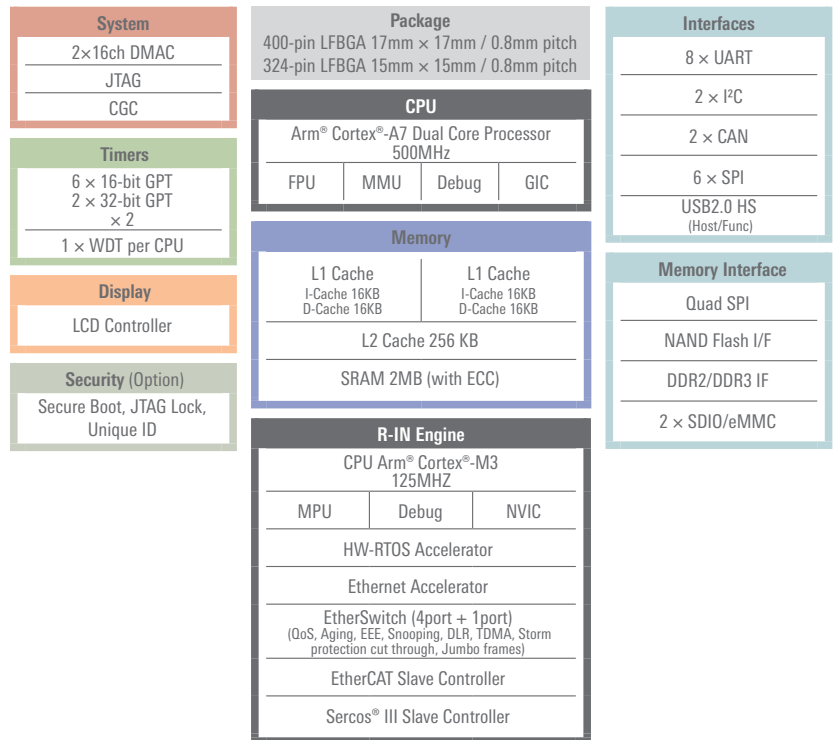 System
2×16ch DMAC
JTAG
CGC
Timers
6 × 16-bit GPT
2 × 32-bit GPT
× 2
1 × WDT per CPU
Display
LCD Controller
Security (Option)
Secure Boot, JTAG Lock,
Unique ID
Package
400-pin LFBGA 17mm × 17mm / 0.8mm pitch
324-pin LFBGA 15mm × 15mm / 0.8mm pitch
CPU
Arm® Cortex®-A7 Dual Core Processor
500MHz
FPU MMU Debug GIC
Memory
L1 Cache L1 Cache
I-Cache 16KB I-Cache 16KB
D-Cache 16KB D-Cache 16KB
L2 Cache 256 KB
SRAM 2MB (with ECC)
R-IN Engine
CPU Arm® Cortex®-M3
125MHZ
MPU Debug NVIC
HW-RTOS Accelerator
Ethernet Accelerator
EtherSwitch (4port + 1port)
(QoS, Aging, EEE, Snooping, DLR, TDMA, Storm
protection cut through, Jumbo frames)
EtherCAT Slave Controller
Sercos® III Slave Controller
Interfaces
8 × UART
2 × I²C
2 × CAN
6 × SPI
USB2.0 HS
(Host/Func)
Memory Interface
Quad SPI
NAND Flash I/F
DDR2/DDR3 IF
2 × SDIO/eMMC